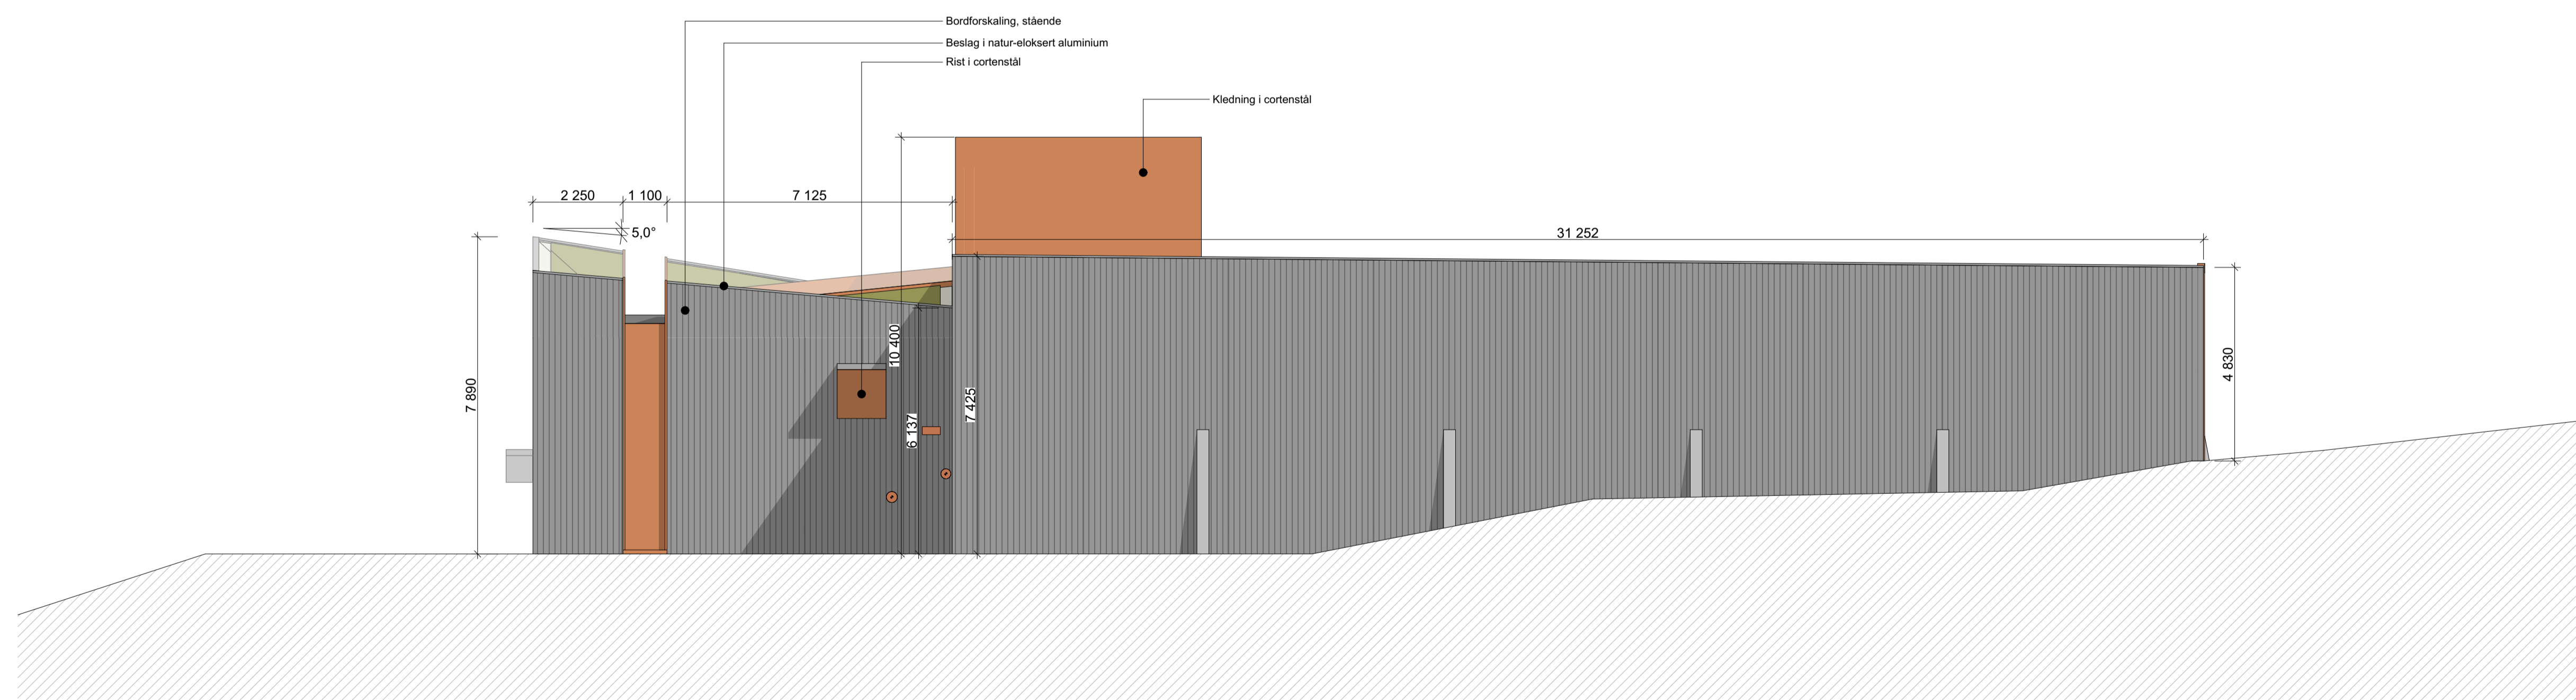 Bordforskaling, stående
Beslag i natur-eloksert aluminium
Rist i cortenstål
Kledning i cortenstål
2 250
1 100
7 125
5,0°
31 252
10 400
4 830
7 890
7 425
6 137